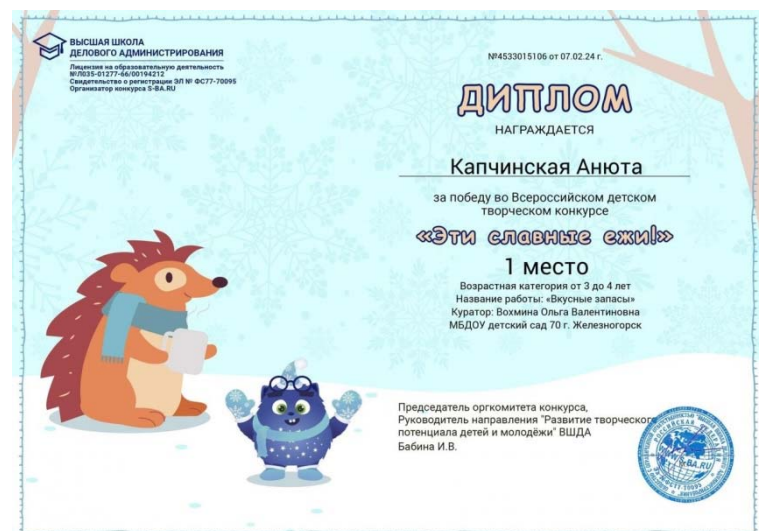 ВЫСШАЯ ШКОЛА
ДЕЛОВОГО АДМИНИСТРИРОВАНИЯ
Лицензия на образовательную деятельность
№Л035-01277-66/00194212
Свидетельство о регистрации ЭЛ № ФС77-70095
Организатор конкурса S-BA.RU
№4533015106 от 07.02.24 г.
ДИПЛОМ
НАГРАЖДАЕТСЯ
Капчинская Анюта
за победу во Всероссийском детском
творческом конкурсе
«Эти славные ежи!»
1 место
Возрастная категория от 3 до 4 лет
Название работы: «Вкусные запасы»
Куратор: Вохмина Ольга Валентиновна
МБДОУ детский сад 70 г. Железногорск
Председатель оргкомитета конкурса,
Руководитель направления "Развитие творческого
потенциала детей и молодёжи" ВШДА
Бабина И.В.